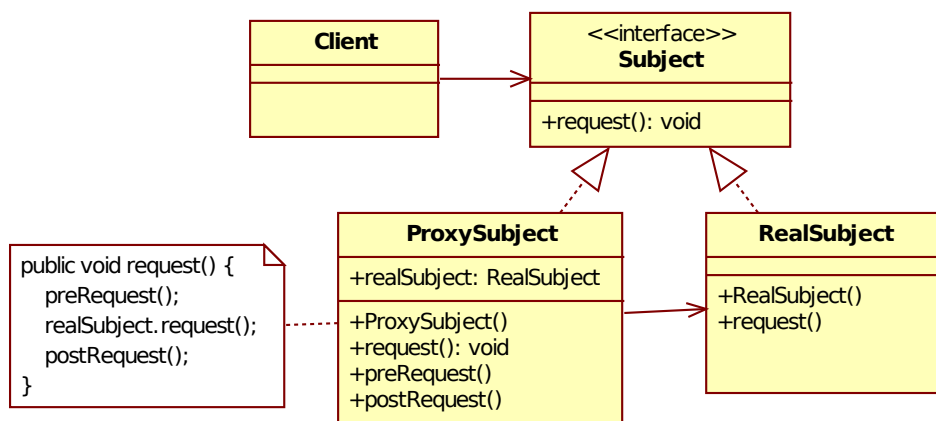 Client
<<interface>>
Subject
+request(): void
ProxySubject
+realSubject: RealSubject
+ProxySubject()
+request(): void
+preRequest()
+postRequest()
RealSubject
+RealSubject()
+request()
public void request() {
preRequest();
realSubject.request();
postRequest();
}